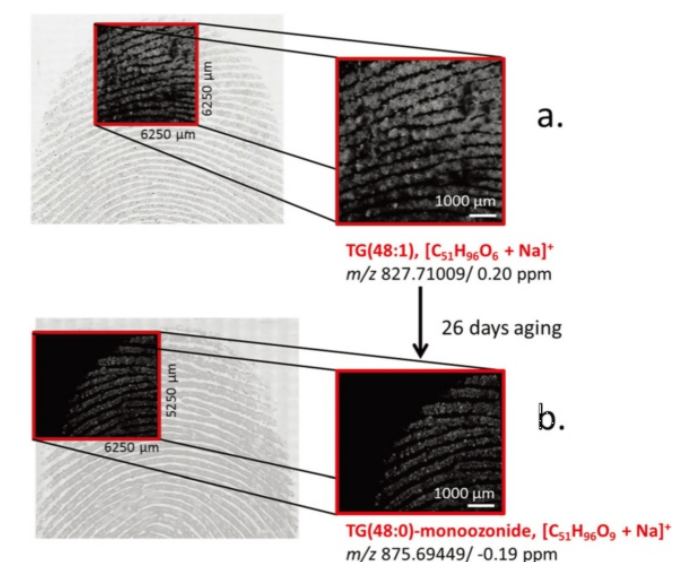 6250 µm
6250 µm
a.
1000 µm
TG(48:1), [C₅₁H₉₆O₆ + Na]⁺
m/z 827.71009/ 0.20 ppm
26 days aging
5250 µm
6250 µm
b.
1000 µm
TG(48:0)-monoozonide, [C₅₁H₉₆O₉ + Na]⁺
m/z 875.69449/ -0.19 ppm